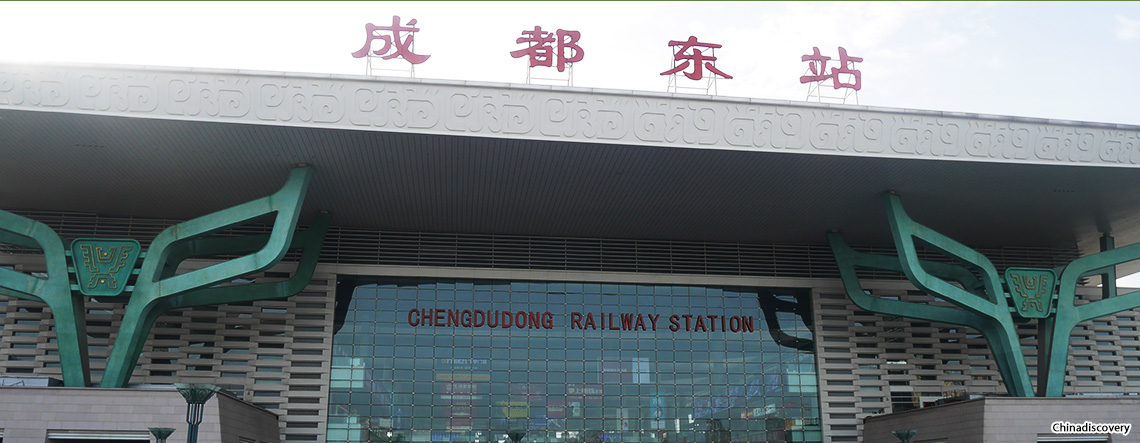 成都东站
CHENGDUDONG RAILWAY STATION
Chinadiscovery